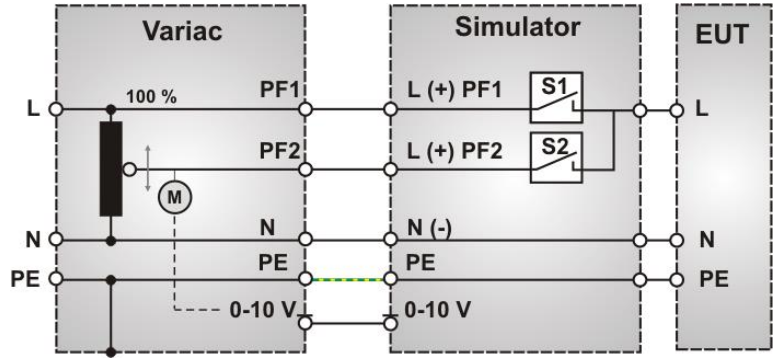 Variac
Simulator
EUT
L
100 %
PF1
L (+) PF1
S1
L
PF2
L (+) PF2
S2
M
N
N
N (-)
N
PE
PE
PE
PE
0-10 V
0-10 V